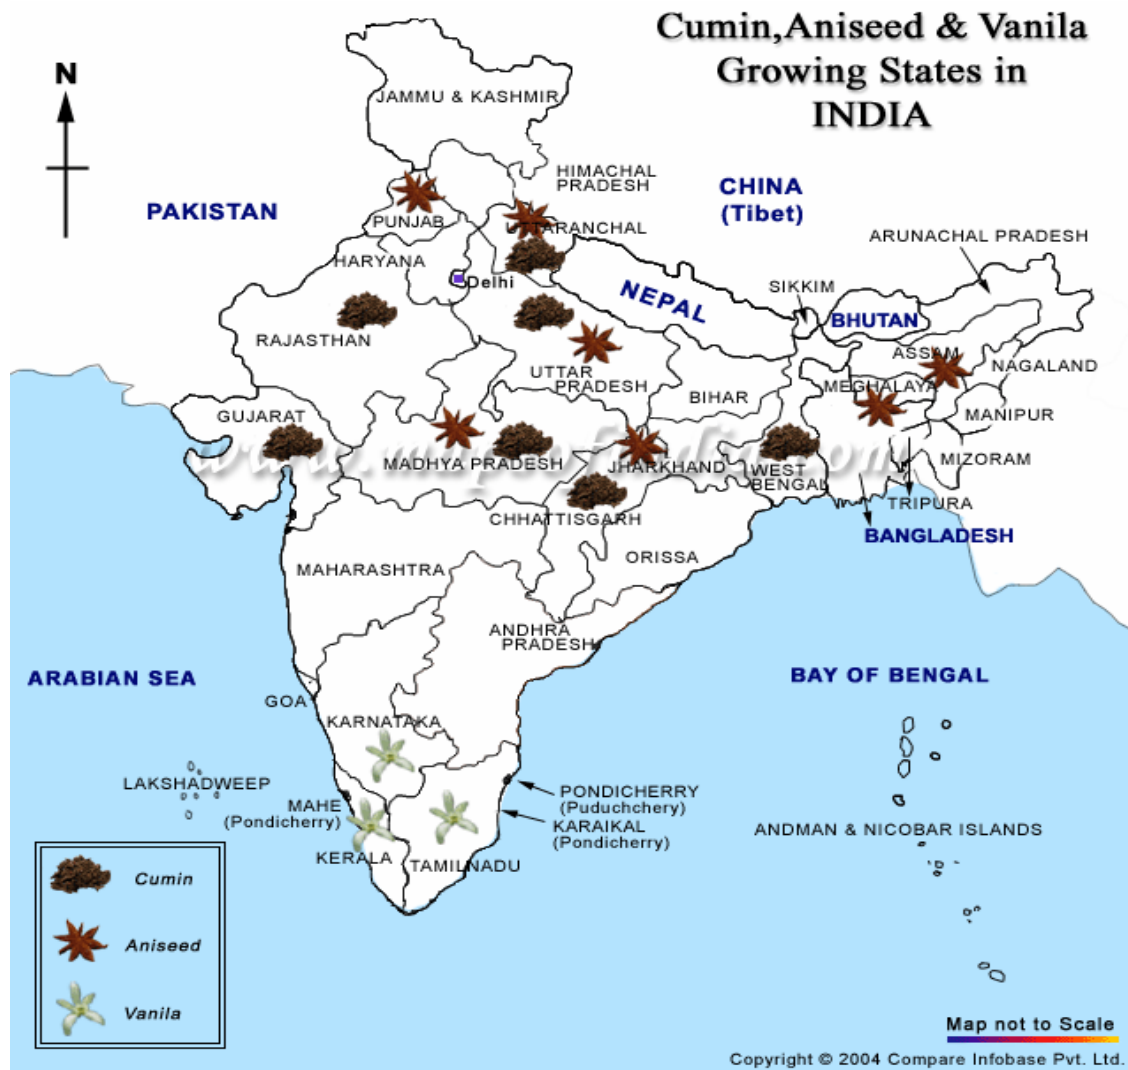 Cumin,Aniseed & Vanila
Growing States in
INDIA
N
JAMMU & KASHMIR
HIMACHAL
PRADESH
CHINA
(Tibet)
PAKISTAN
PUNJAB
UTTARANCHAL
ARUNACHAL PRADESH
HARYANA
Delhi
NEPAL
SIKKIM
BHUTAN
RAJASTHAN
ASSAM
NAGALAND
UTTAR
PRADESH
MEGHALAYA
BIHAR
GUJARAT
MANIPUR
www.mapsofindia.com
MADHYA PRADESH
JHARKHAND
WEST
BENGAL
MIZORAM
TRIPURA
CHHATTISGARH
BANGLADESH
ORISSA
MAHARASHTRA
ANDHRA
PRADESH
ARABIAN SEA
BAY OF BENGAL
GOA
KARNATAKA
LAKSHADWEEP
PONDICHERRY
(Puduchchery)
MAHE
(Pondicherry)
KARAIKAL
(Pondicherry)
ANDMAN & NICOBAR ISLANDS
KERALA
TAMILNADU
Cumin
Aniseed
Vanila
Map not to Scale
Copyright © 2004 Compare Infobase Pvt. Ltd.